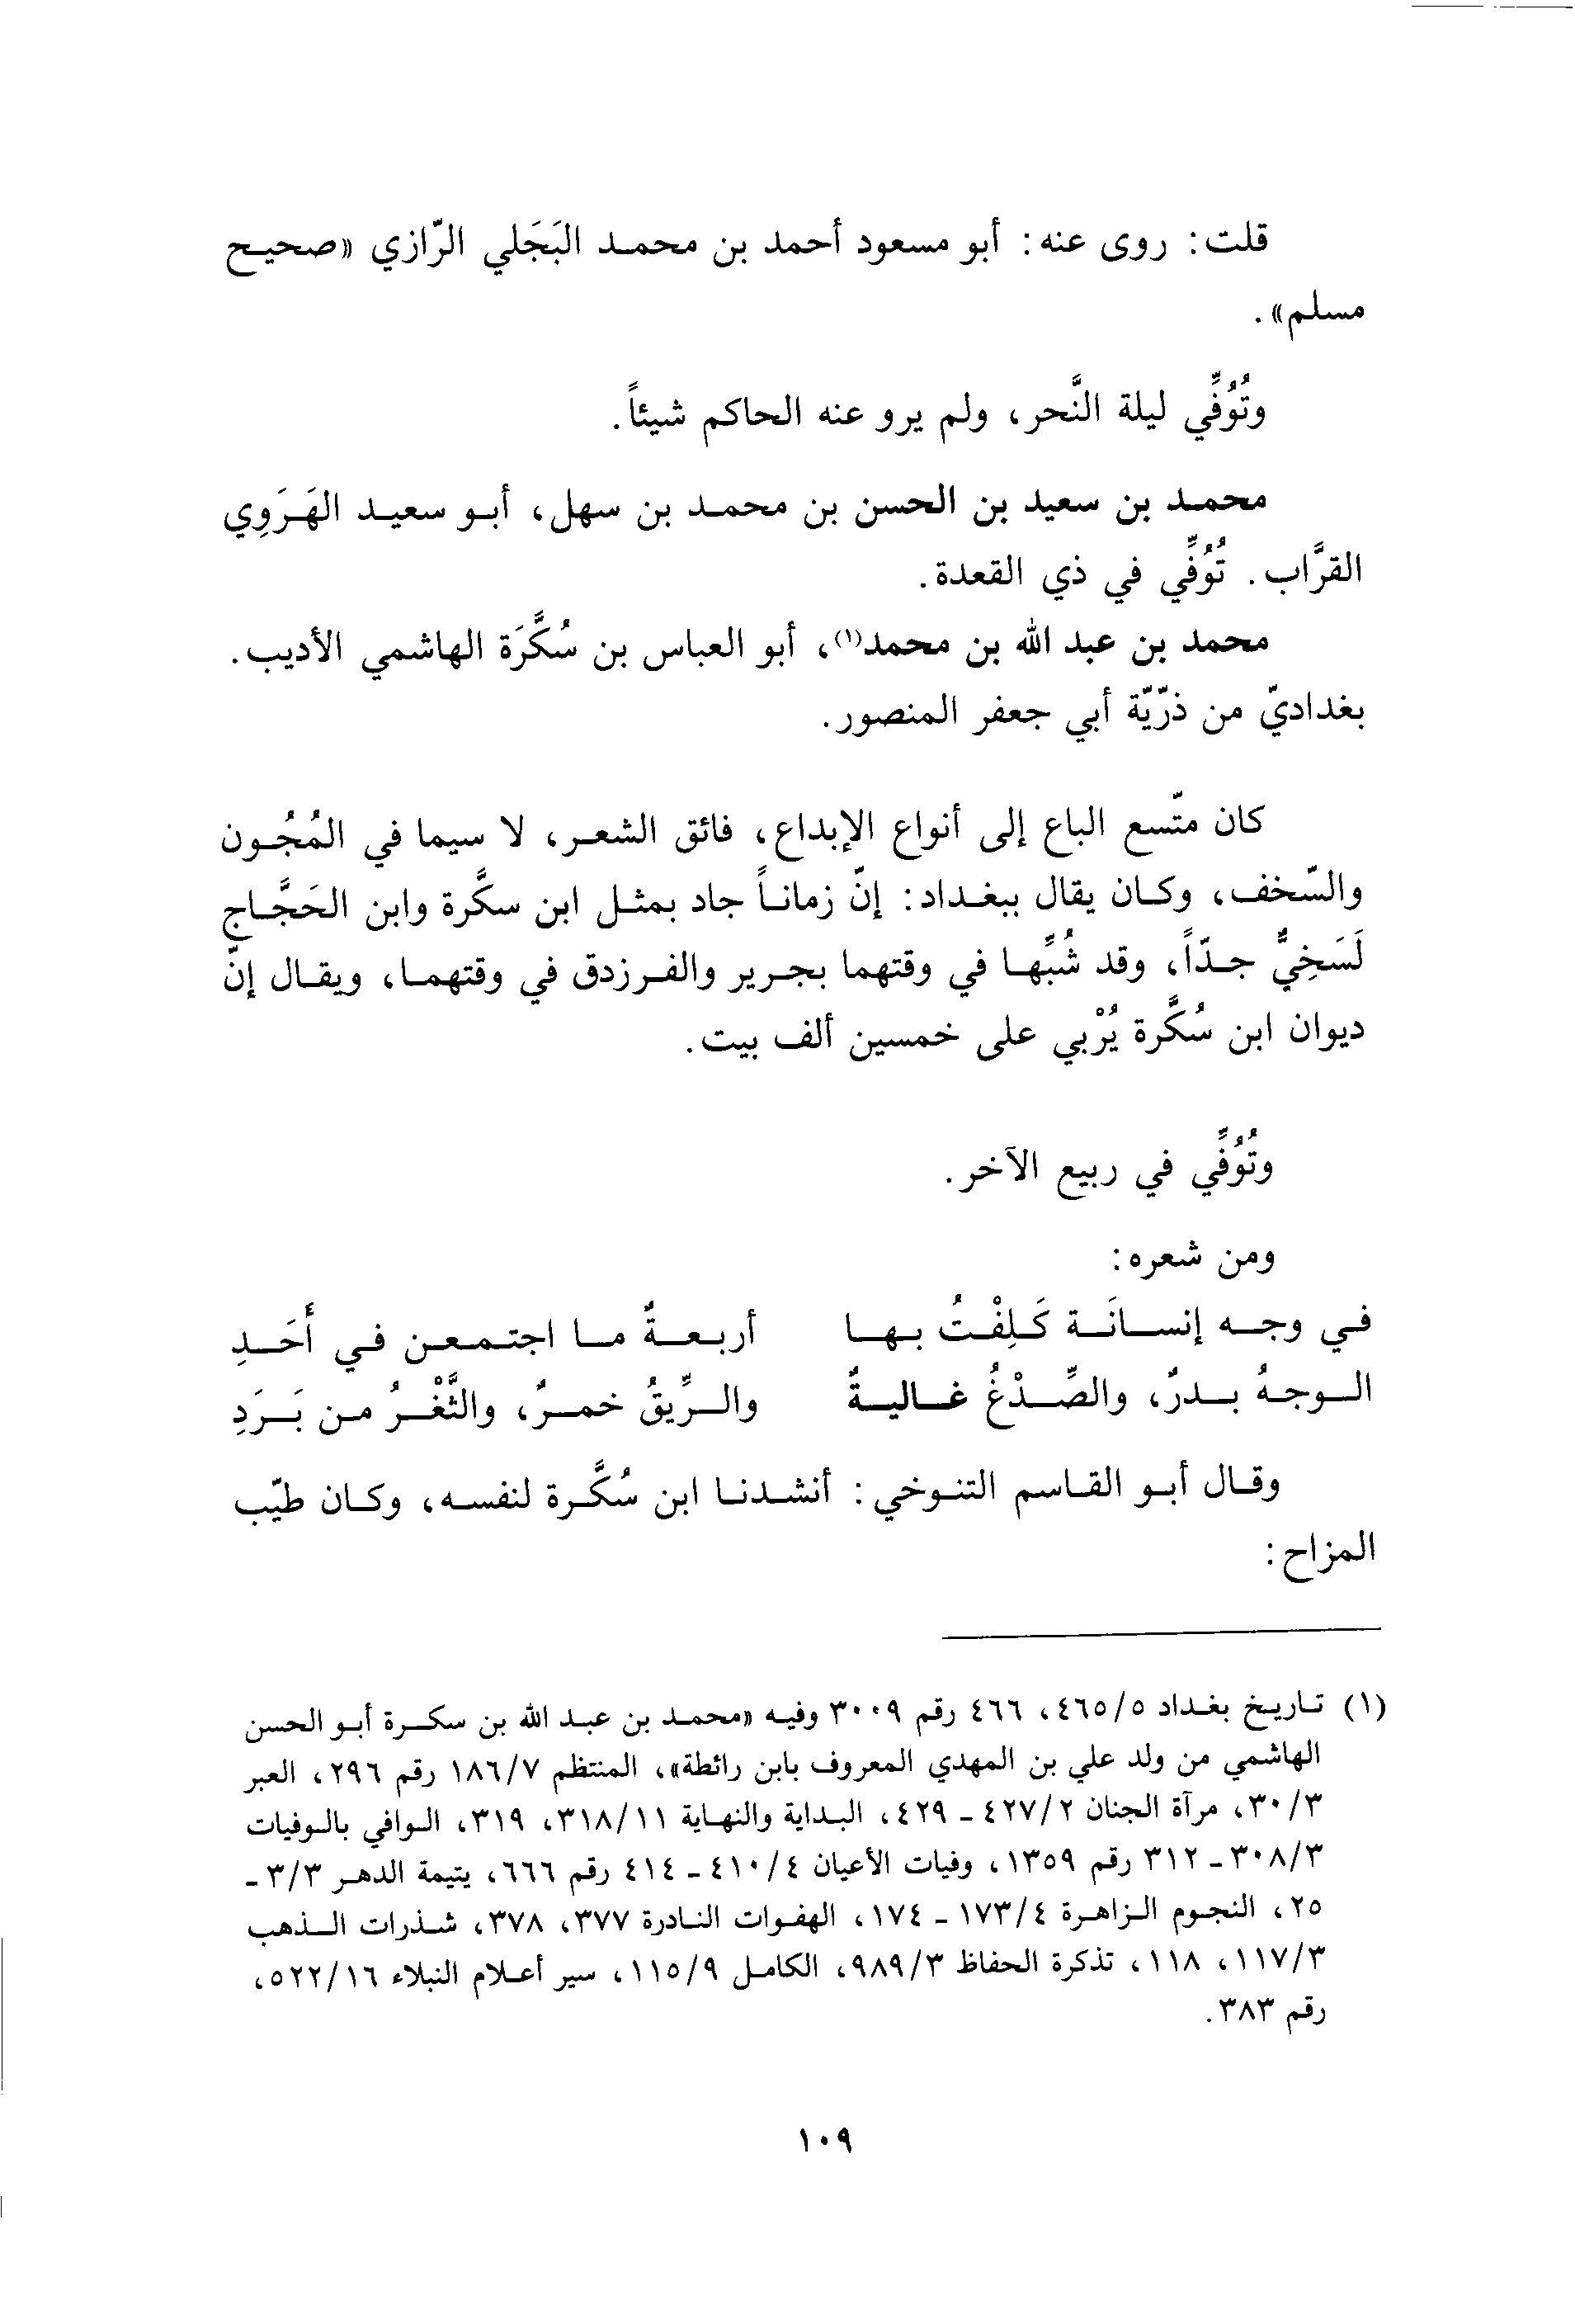 قلت: روى عنه: أبو مسعود أحمد بن محمد البَجَلي الرّازي «صحيح
مسلم».
وتُوُفِّي ليلة النَّحر، ولم يرو عنه الحاكم شيئاً.
محمد بن سعيد بن الحسن بن محمد بن سهل، أبو سعيد الهَرَوِي
القرَّاب. تُوُفِّي في ذي القعدة.
محمد بن عبد الله بن محمد(١)، أبو العباس بن سُكَّرَة الهاشمي الأديب.
بغداديّ من ذرّيّة أبي جعفر المنصور.
كان متّسع الباع إلى أنواع الإبداع، فائق الشعر، لا سيما في المُجُون
والسّخف، وكان يقال ببغداد: إنّ زماناً جاد بمثل ابن سكَّرة وابن الحَجَّاج
لَسَخِيٌّ جدّاً، وقد شُبِّها في وقتهما بجرير والفرزدق في وقتهما، ويقال إنّ
ديوان ابن سُكَّرة يُرْبي على خمسين ألف بيت.
وتُوُفِّي في ربيع الآخر.
ومن شعره:
في وجه إنسانَة كَلِفْتُ بها أربعةٌ ما اجتمعن في أَحَدِ
الوجهُ بدرٌ، والصِّدْغُ غاليةٌ والرِّيقُ خمرٌ، والثَّغْرُ من بَرَدِ
وقال أبو القاسم التنوخي: أنشدنا ابن سُكَّرة لنفسه، وكان طيّب
المزاح:
(١) تاريخ بغداد ٤٦٥/٥، ٤٦٦ رقم ٣٠٠٩ وفيه «محمد بن عبد الله بن سكرة أبو الحسن
الهاشمي من ولد علي بن المهدي المعروف بابن رائطة»، المنتظم ١٨٦/٧ رقم ٢٩٦، العبر
٣٠/٣، مرآة الجنان ٤٢٧/٢ - ٤٢٩، البداية والنهاية ٣١٨/١١، ٣١٩، الوافي بالوفيات
٣٠٨/٣ - ٣١٢ رقم ١٣٥٩، وفيات الأعيان ٤١٠/٤ - ٤١٤ رقم ٦٦٦، يتيمة الدهر ٣/٣ -
٢٥، النجوم الزاهرة ١٧٣/٤ - ١٧٤، الهفوات النادرة ٣٧٧، ٣٧٨، شذرات الذهب
١١٧/٣، ١١٨، تذكرة الحفاظ ٩٨٩/٣، الكامل ١١٥/٩، سير أعلام النبلاء ٥٢٢/١٦،
رقم ٣٨٣.
١٠٩